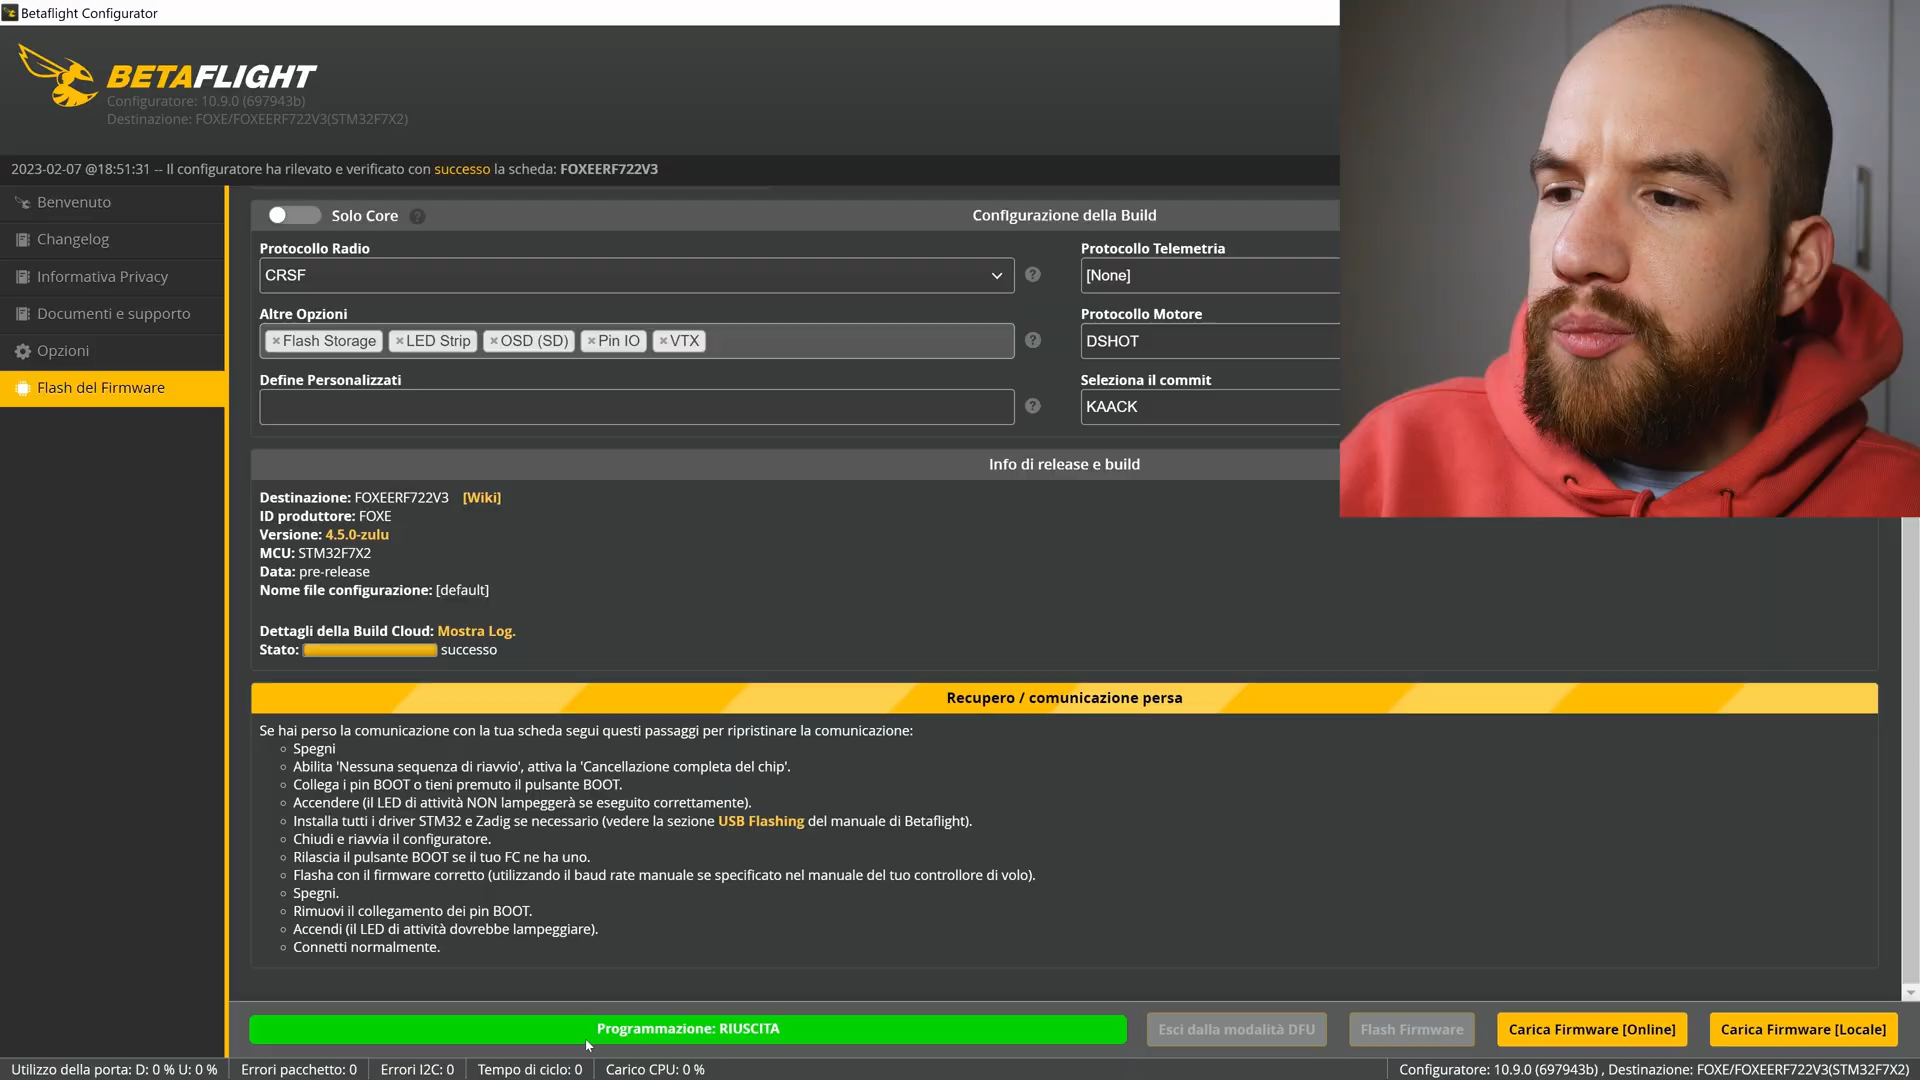 Betaflight Configurator
BETAFLIGHT
Configuratore: 10.9.0 (697943b)
Destinazione: FOXE/FOXEERF722V3(STM32F7X2)
2023-02-07 @18:51:31 -- Il configuratore ha rilevato e verificato con successo la scheda: FOXEERF722V3
Benvenuto
Changelog
Informativa Privacy
Documenti e supporto
Opzioni
Flash del Firmware
Solo Core
Configurazione della Build
Protocollo Radio
CRSF
Protocollo Telemetria
[None]
Altre Opzioni
×Flash Storage ×LED Strip ×OSD (SD) ×Pin IO ×VTX
Protocollo Motore
DSHOT
Define Personalizzati
Seleziona il commit
KAACK
Info di release e build
Destinazione: FOXEERF722V3 [Wiki]
ID produttore: FOXE
Versione: 4.5.0-zulu
MCU: STM32F7X2
Data: pre-release
Nome file configurazione: [default]
Dettagli della Build Cloud: Mostra Log.
Stato: successo
Recupero / comunicazione persa
Se hai perso la comunicazione con la tua scheda segui questi passaggi per ripristinare la comunicazione:
Spegni
Abilita 'Nessuna sequenza di riavvio', attiva la 'Cancellazione completa del chip'.
Collega i pin BOOT o tieni premuto il pulsante BOOT.
Accendere (il LED di attività NON lampeggerà se eseguito correttamente).
Installa tutti i driver STM32 e Zadig se necessario (vedere la sezione USB Flashing del manuale di Betaflight).
Chiudi e riavvia il configuratore.
Rilascia il pulsante BOOT se il tuo FC ne ha uno.
Flasha con il firmware corretto (utilizzando il baud rate manuale se specificato nel manuale del tuo controllore di volo).
Spegni.
Rimuovi il collegamento dei pin BOOT.
Accendi (il LED di attività dovrebbe lampeggiare).
Connetti normalmente.
Programmazione: RIUSCITA
Esci dalla modalità DFU
Flash Firmware
Carica Firmware [Online]
Carica Firmware [Locale]
Utilizzo della porta: D: 0 % U: 0 %
Errori pacchetto: 0
Errori I2C: 0
Tempo di ciclo: 0
Carico CPU: 0 %
Configuratore: 10.9.0 (697943b) , Destinazione: FOXE/FOXEERF722V3(STM32F7X2)